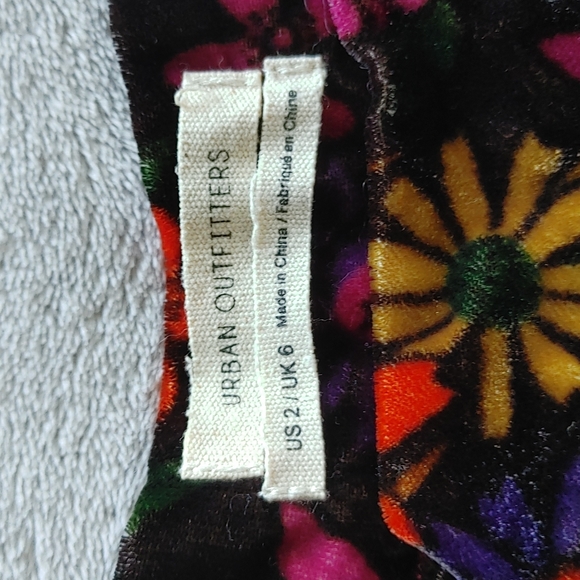 URBAN OUTFITTERS
US 2 / UK 6 Made in China / Fabriqué en Chine